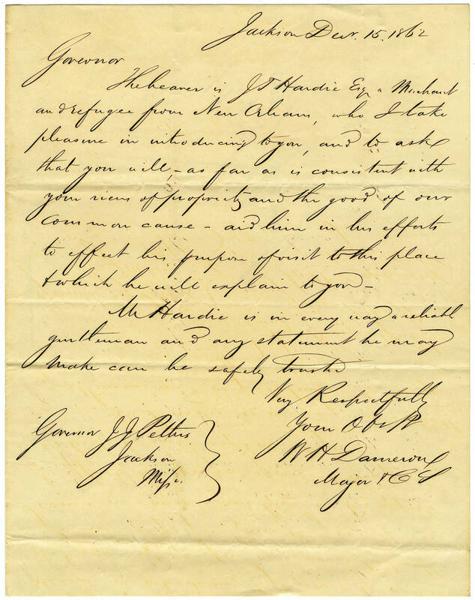 Jackson Decr. 15. 1862
Governor
The bearer is J T Hardie Esq a Merchant
and refugee from New Orleans, who I take
pleasure in introducing to you, and to ask
that you will, - as far as is consistent with
your views of propriety and the good of our
common cause - aid him in his efforts
to effect his purpose of visit to this place
& which he will explain to you -
Mr Hardie is in every way a reliable
gentleman and any statement he may
make can be safely trusted
Very Respectfully
Your Obt
W. H. Dameron
Major & CS
Governor J. J. Pettus
Jackson
Missi.